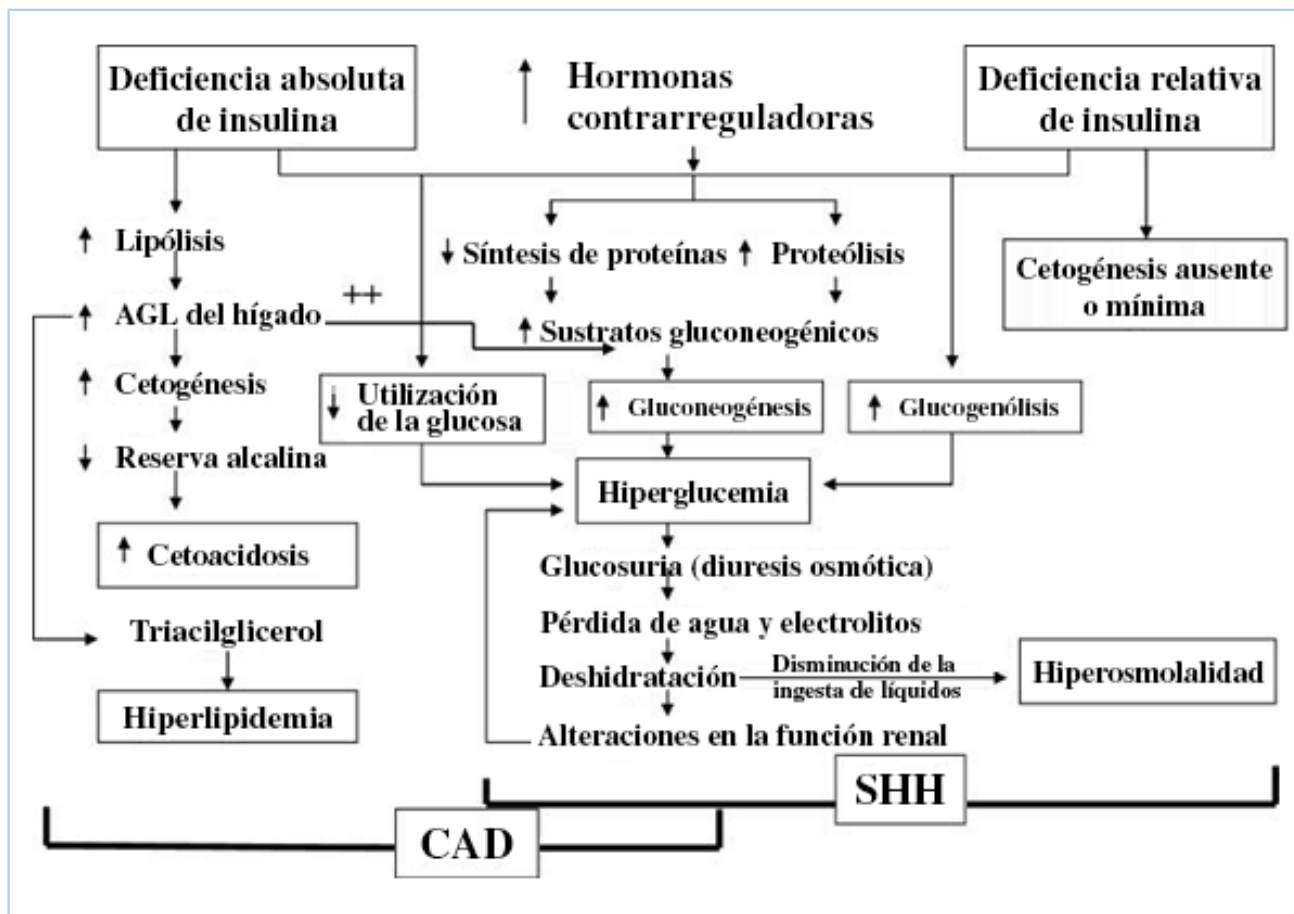 Deficiencia absoluta
de insulina
↑ Hormonas
contrarreguladoras
Deficiencia relativa
de insulina
↑ Lipólisis
↓ Síntesis de proteínas
↑ Proteólisis
Cetogénesis ausente
o mínima
↑ AGL del hígado
++
↑ Sustratos gluconeogénicos
↑ Cetogénesis
↓ Utilización
de la glucosa
↑ Gluconeogénesis
↑ Glucogenólisis
↓ Reserva alcalina
Hiperglucemia
↑ Cetoacidosis
Glucosuria (diuresis osmótica)
Triacilglicerol
Pérdida de agua y electrolitos
Deshidratación
Disminución de la
ingesta de líquidos
Hiperosmolalidad
Hiperlipidemia
Alteraciones en la función renal
SHH
CAD